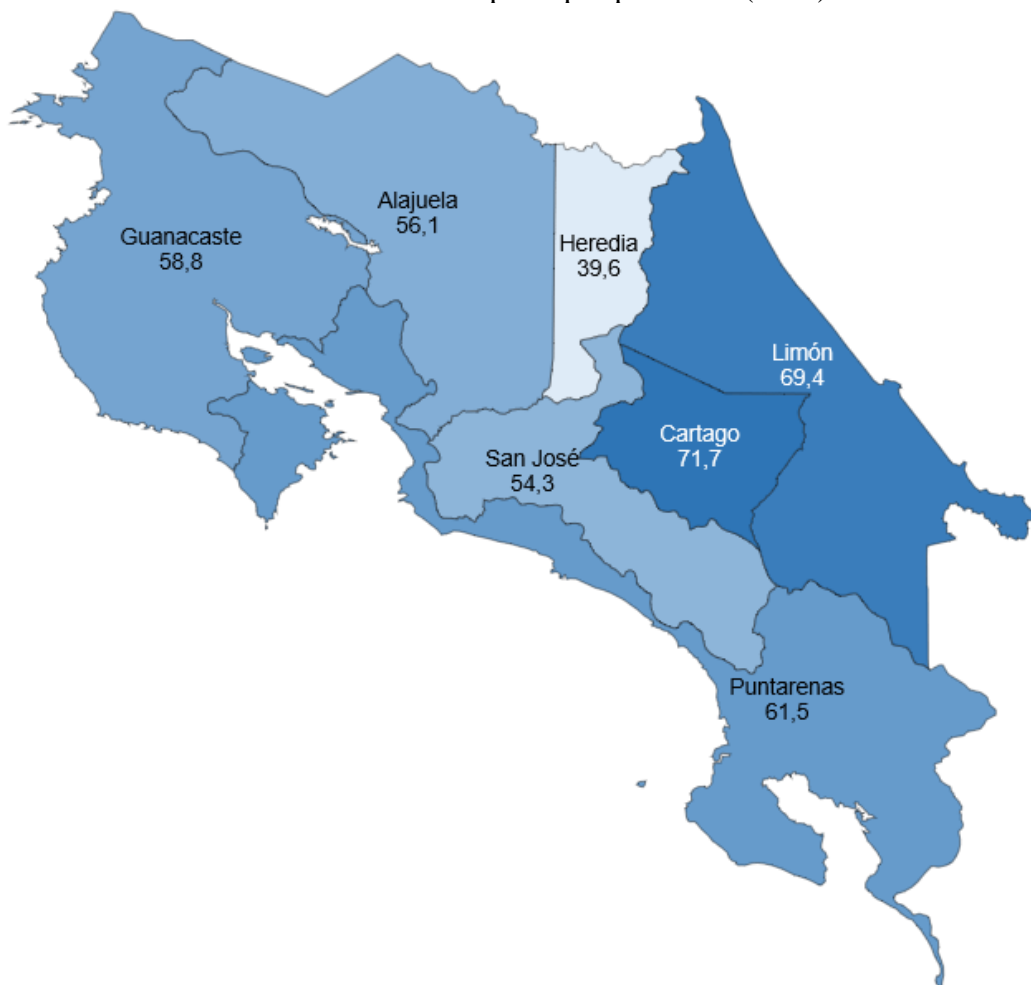 Alajuela
56,1
Guanacaste
58,8
Heredia
39,6
Limón
69,4
Cartago
71,7
San José
54,3
Puntarenas
61,5